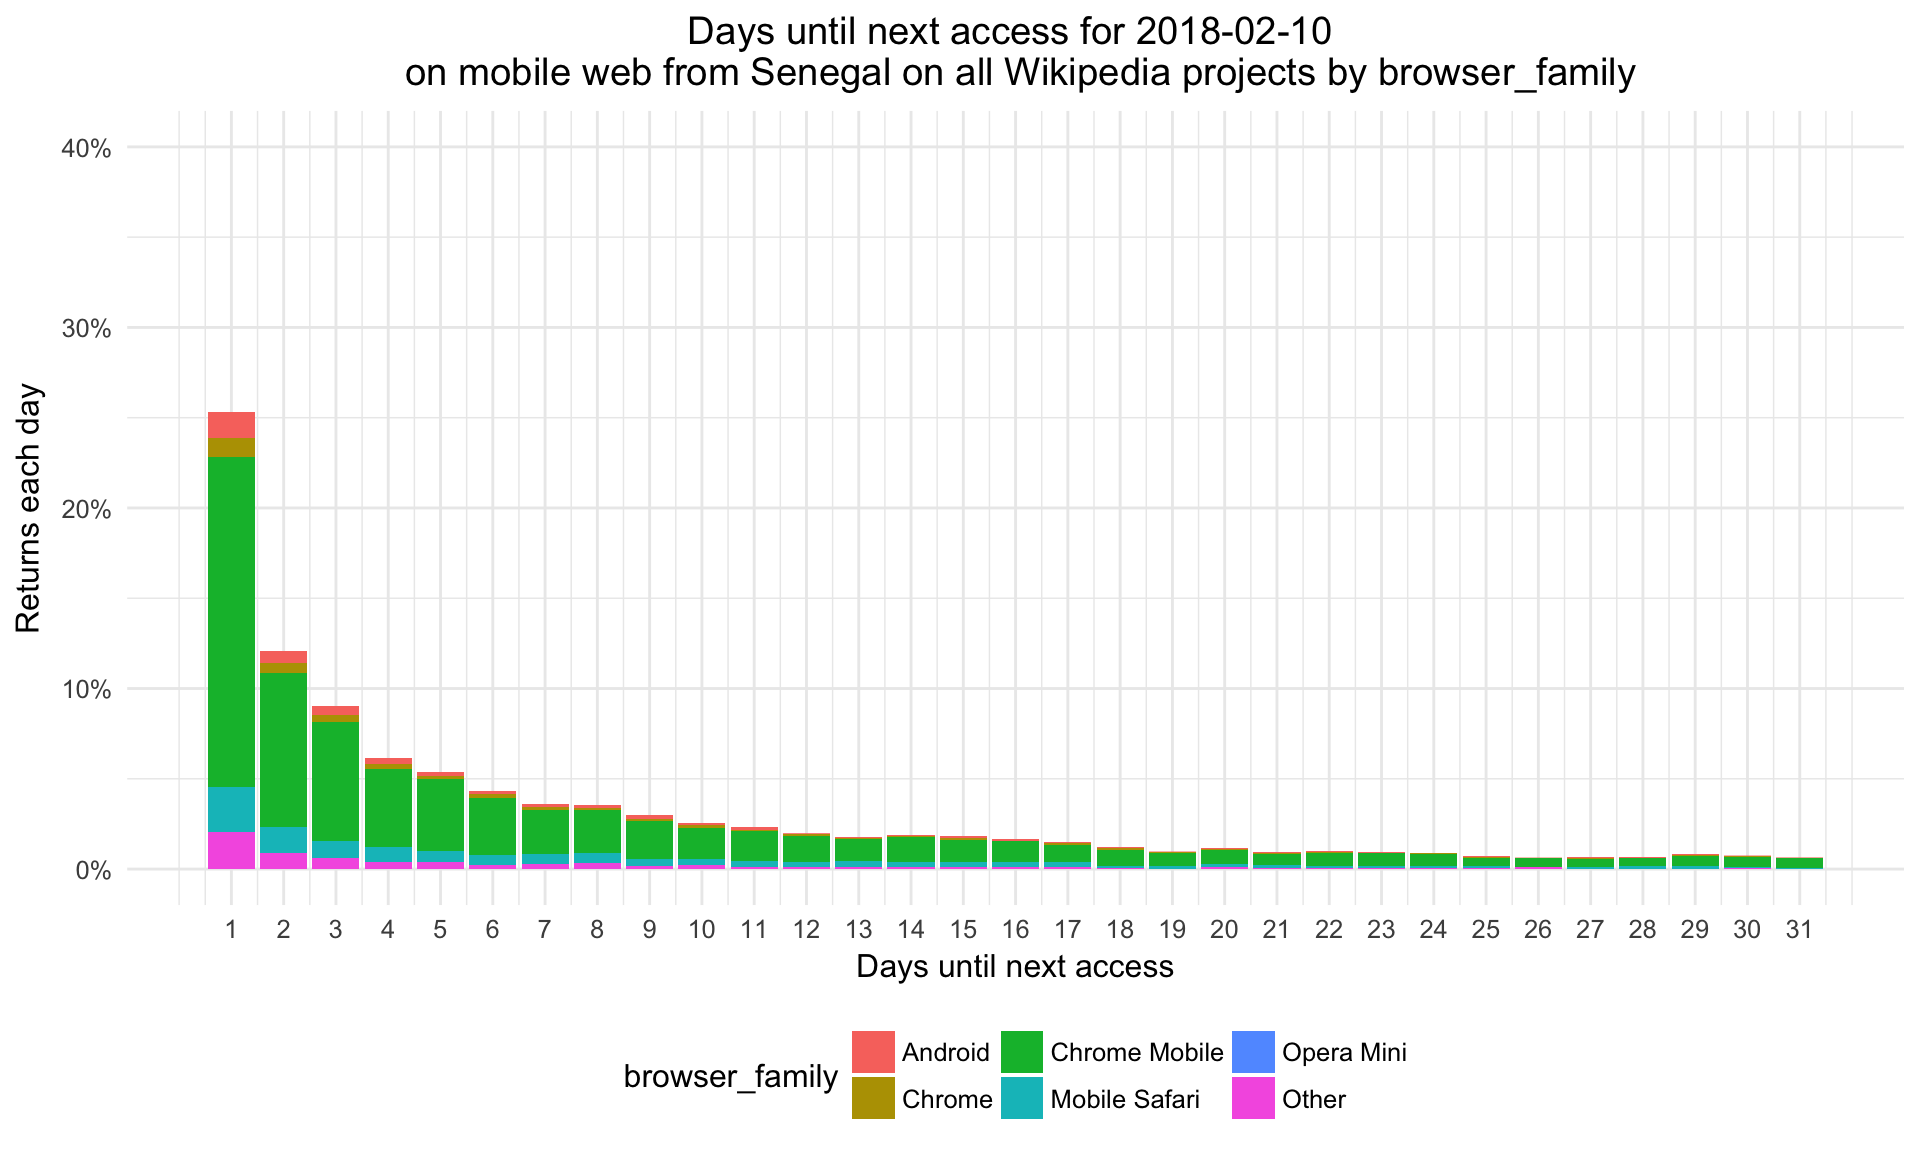 Days until next access for 2018-02-10
on mobile web from Senegal on all Wikipedia projects by browser_family
Returns each day
40%
30%
20%
10%
0%
1 2 3 4 5 6 7 8 9 10 11 12 13 14 15 16 17 18 19 20 21 22 23 24 25 26 27 28 29 30 31
Days until next access
browser_family
Android Chrome Mobile Opera Mini
Chrome Mobile Safari Other